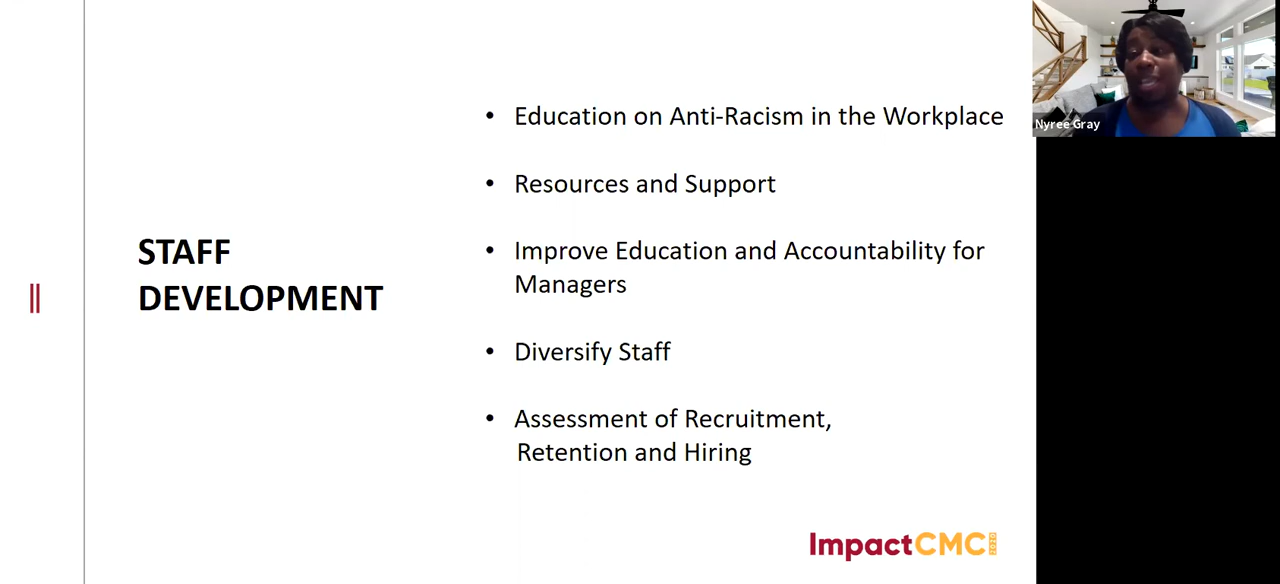 STAFF
DEVELOPMENT
• Education on Anti-Racism in the Workplace
• Resources and Support
• Improve Education and Accountability for
Managers
• Diversify Staff
• Assessment of Recruitment,
Retention and Hiring
ImpactCMC 2020
Nyree Gray